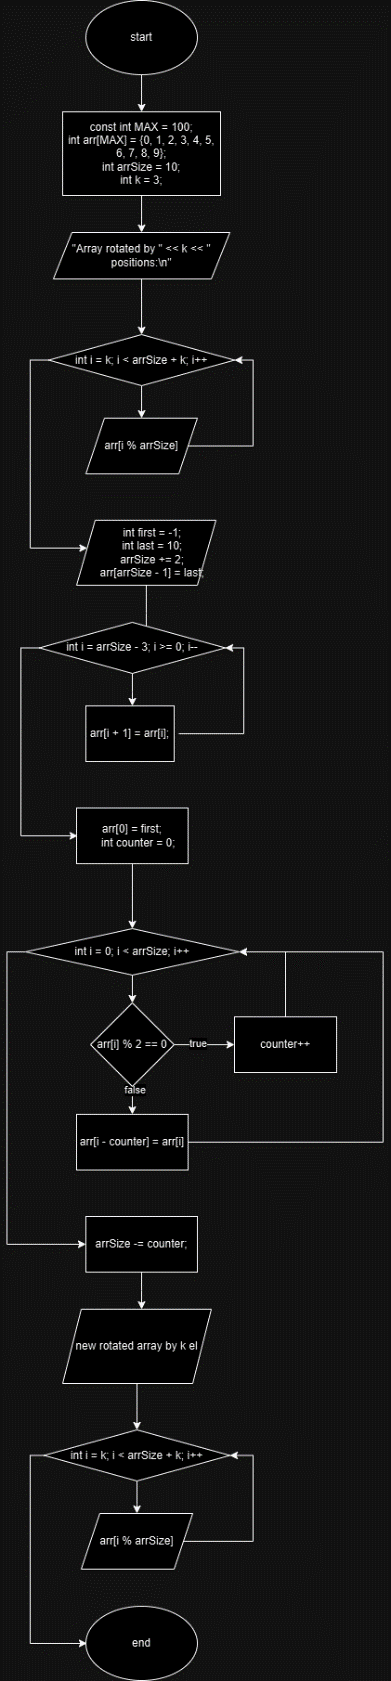 start
const int MAX = 100;
int arr[MAX] = {0, 1, 2, 3, 4, 5,
6, 7, 8, 9};
int arrSize = 10;
int k = 3;
"Array rotated by " << k << "
positions:\n"
int i = k; i < arrSize + k; i++
arr[i % arrSize]
int first = -1;
int last = 10;
arrSize += 2;
arr[arrSize - 1] = last;
int i = arrSize - 3; i >= 0; i--
arr[i + 1] = arr[i];
arr[0] = first;
int counter = 0;
int i = 0; i < arrSize; i++
arr[i] % 2 == 0
true
counter++
false
arr[i - counter] = arr[i]
arrSize -= counter;
new rotated array by k el
int i = k; i < arrSize + k; i++
arr[i % arrSize]
end